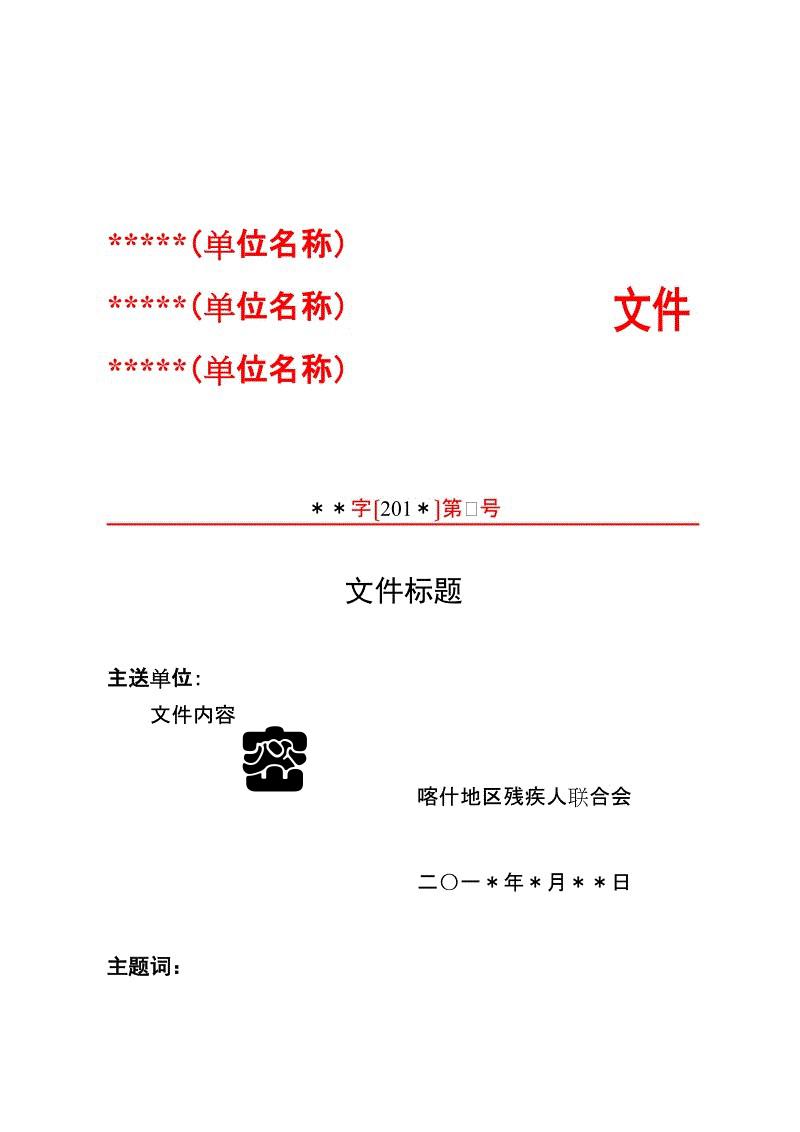 *****(单位名称)
*****(单位名称)
文件
*****(单位名称)
＊＊字[201＊]第□号
文件标题
主送单位:
文件内容
喀什地区残疾人联合会
二〇一＊年＊月＊＊日
主题词: